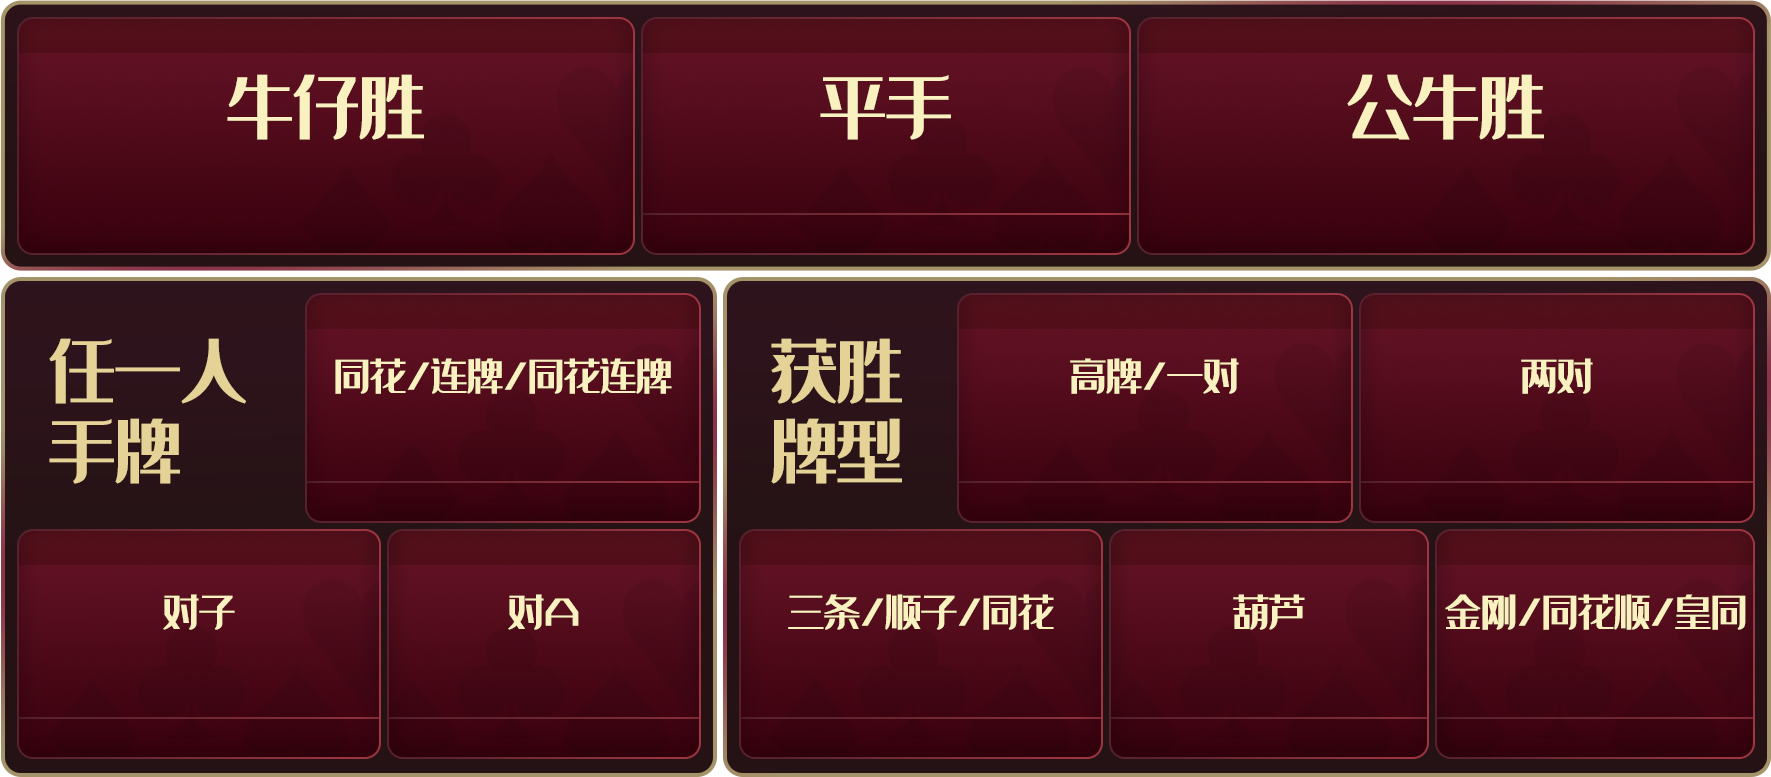 牛仔胜
平手
公牛胜
任一人
手牌
同花/连牌/同花连牌
对子
对A
获胜
牌型
高牌/一对
两对
三条/顺子/同花
葫芦
金刚/同花顺/皇同